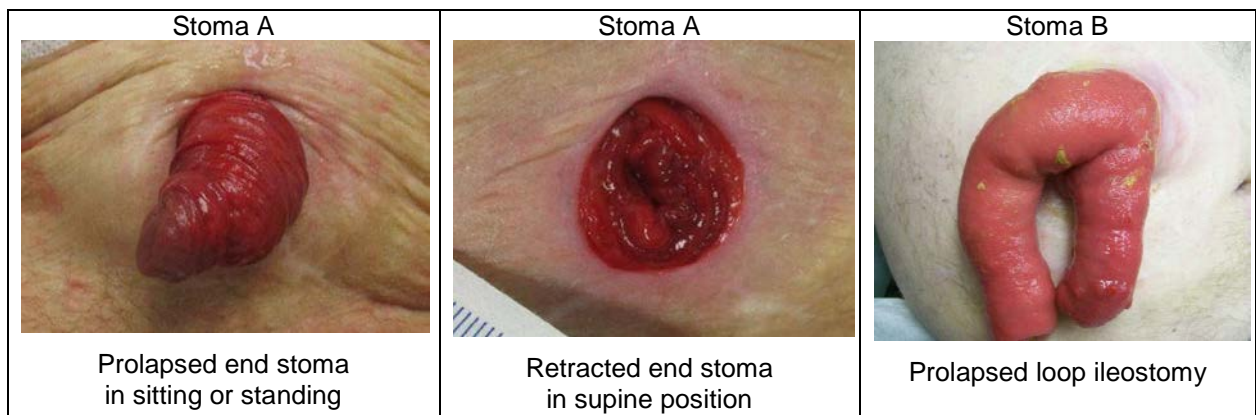 Stoma A
Prolapsed end stoma
in sitting or standing
Stoma A
Retracted end stoma
in supine position
Stoma B
Prolapsed loop ileostomy